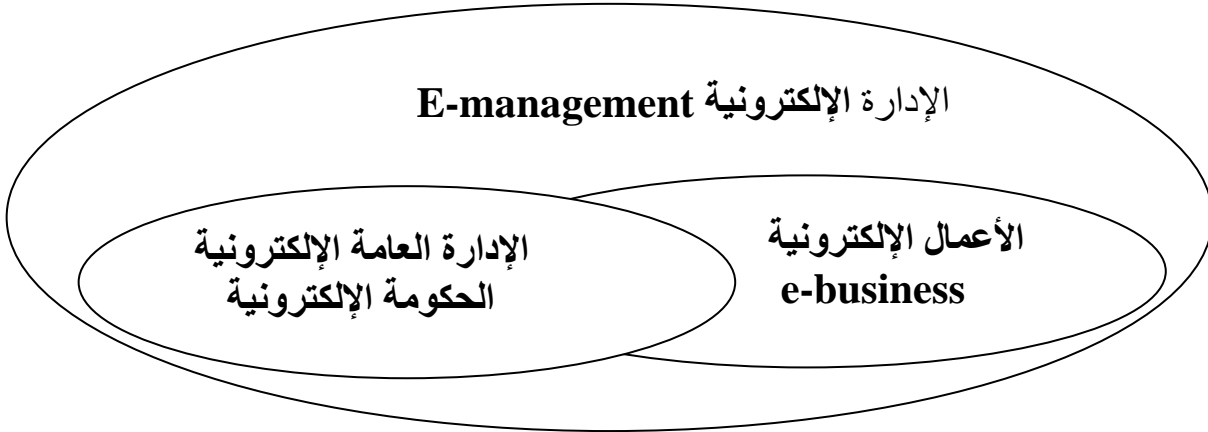 الإدارة الإلكترونية E-management
الأعمال الإلكترونية
e-business
الإدارة العامة الإلكترونية
الحكومة الإلكترونية